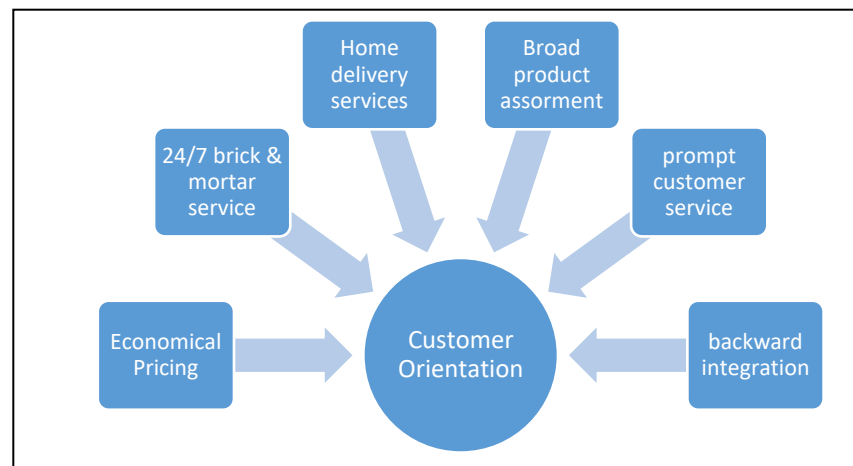 Home
delivery
services
Broad
product
assorment
24/7 brick &
mortar
service
prompt
customer
service
Economical
Pricing
Customer
Orientation
backward
integration